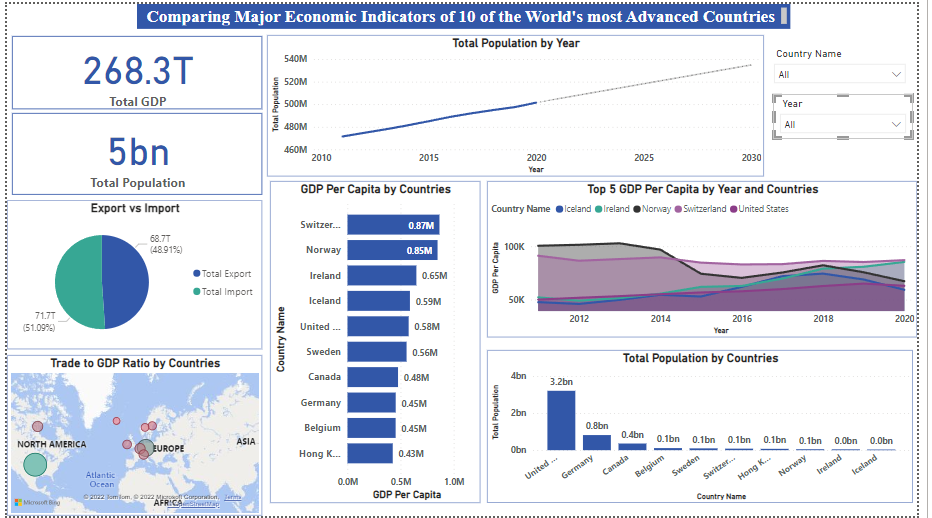 Comparing Major Economic Indicators of 10 of the World's most Advanced Countries
268.3T
Total GDP
5bn
Total Population
Total Population by Year
Total Population
540M
520M
500M
480M
460M
2010
2015
2020
2025
2030
Year
Country Name
All
Year
All
Export vs Import
68.7T
(48.91%)
71.7T
(51.09%)
Total Export
Total Import
GDP Per Capita by Countries
Country Name
Switzer...
0.87M
Norway
0.85M
Ireland
0.65M
Iceland
0.59M
United ...
0.58M
Sweden
0.56M
Canada
0.48M
Germany
0.45M
Belgium
0.45M
Hong K...
0.43M
0.0M
0.5M
1.0M
GDP Per Capita
Top 5 GDP Per Capita by Year and Countries
Country Name
Iceland
Ireland
Norway
Switzerland
United States
GDP Per Capita
100K
50K
2012
2014
2016
2018
2020
Year
Trade to GDP Ratio by Countries
NORTH AMERICA
EUROPE
ASIA
Atlantic
Ocean
AFRICA
Microsoft Bing
© 2022 TomTom, © 2022 Microsoft Corporation, Terms
© OpenStreetMap
Total Population by Countries
Total Population
4bn
2bn
0bn
3.2bn
0.8bn
0.4bn
0.1bn
0.1bn
0.1bn
0.1bn
0.1bn
0.0bn
0.0bn
United ...
Germany
Canada
Belgium
Sweden
Switzer...
Hong K...
Norway
Ireland
Iceland
Country Name